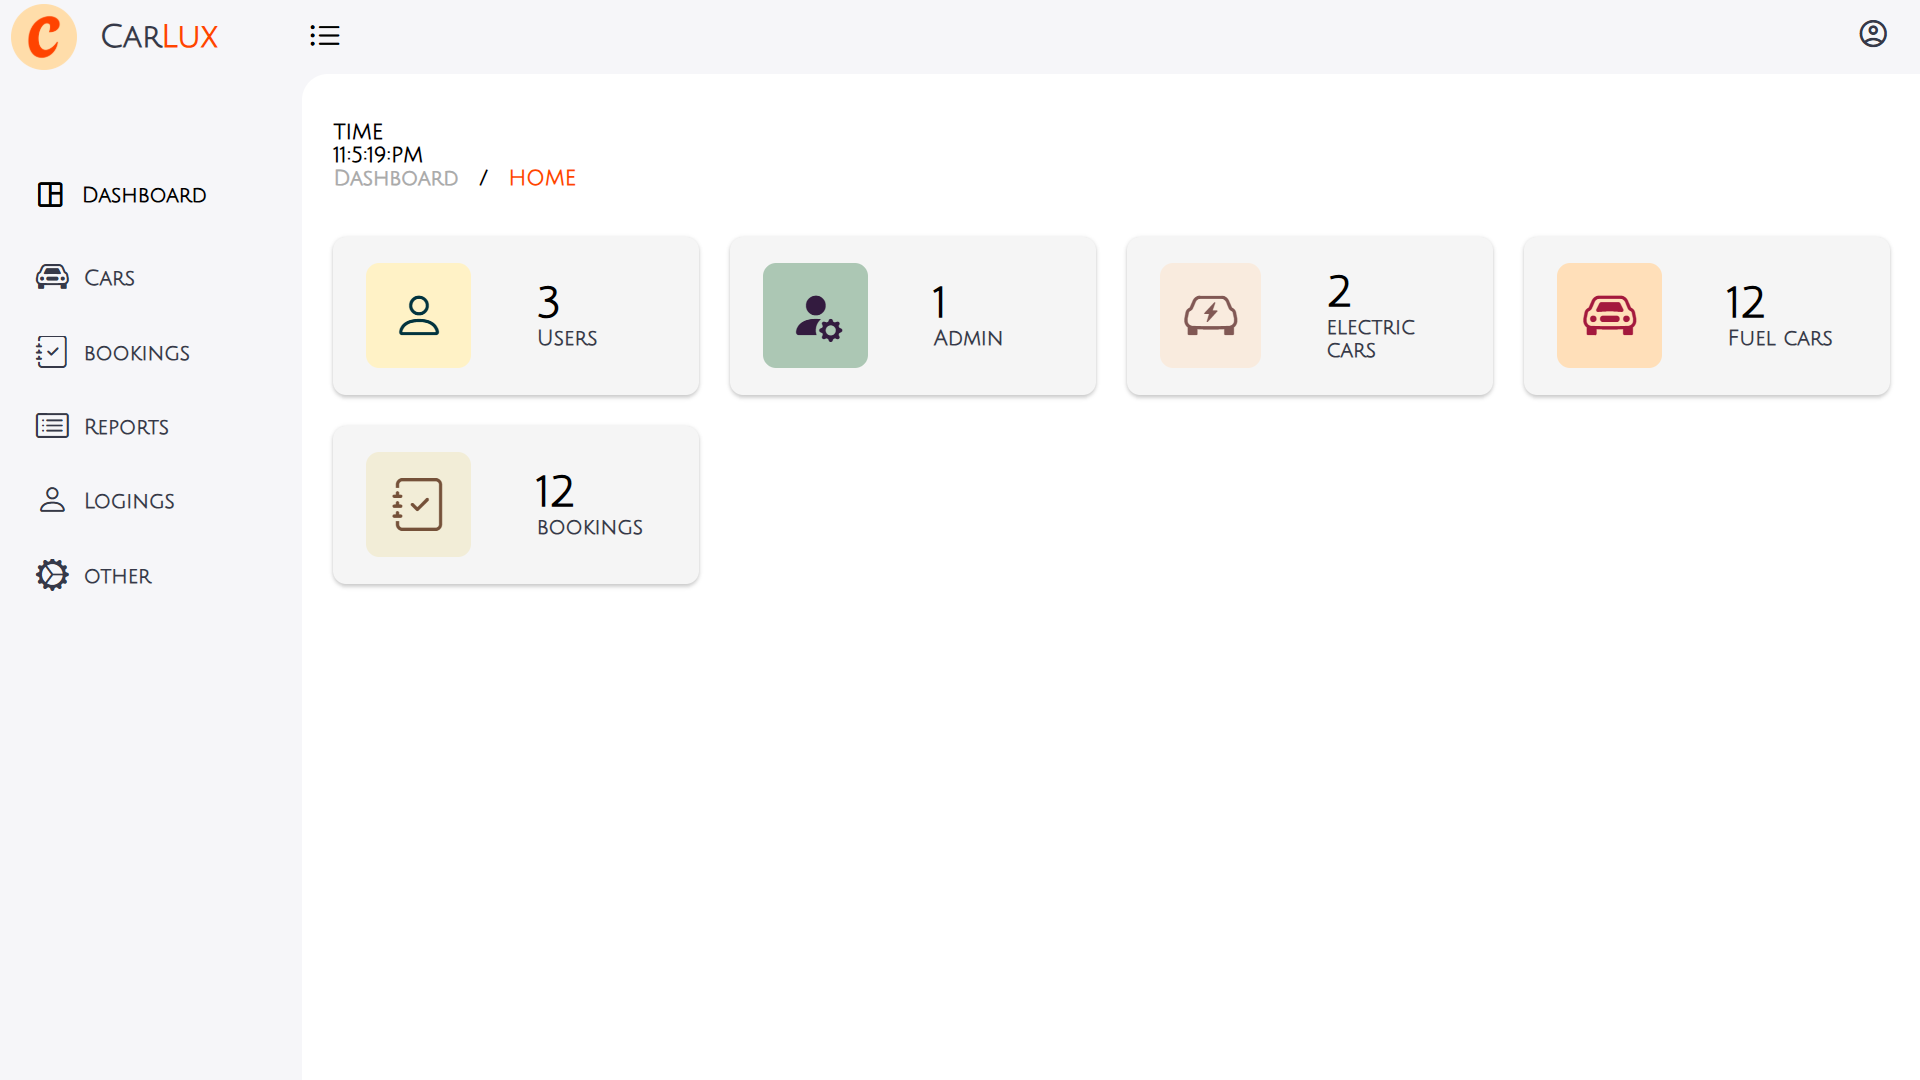 C CarLux
TIME
11:5:19:PM
Dashboard / HOME
Dashboard
Cars
bookings
Reports
Logings
other
3
Users
1
Admin
2
electric
cars
12
Fuel cars
12
bookings